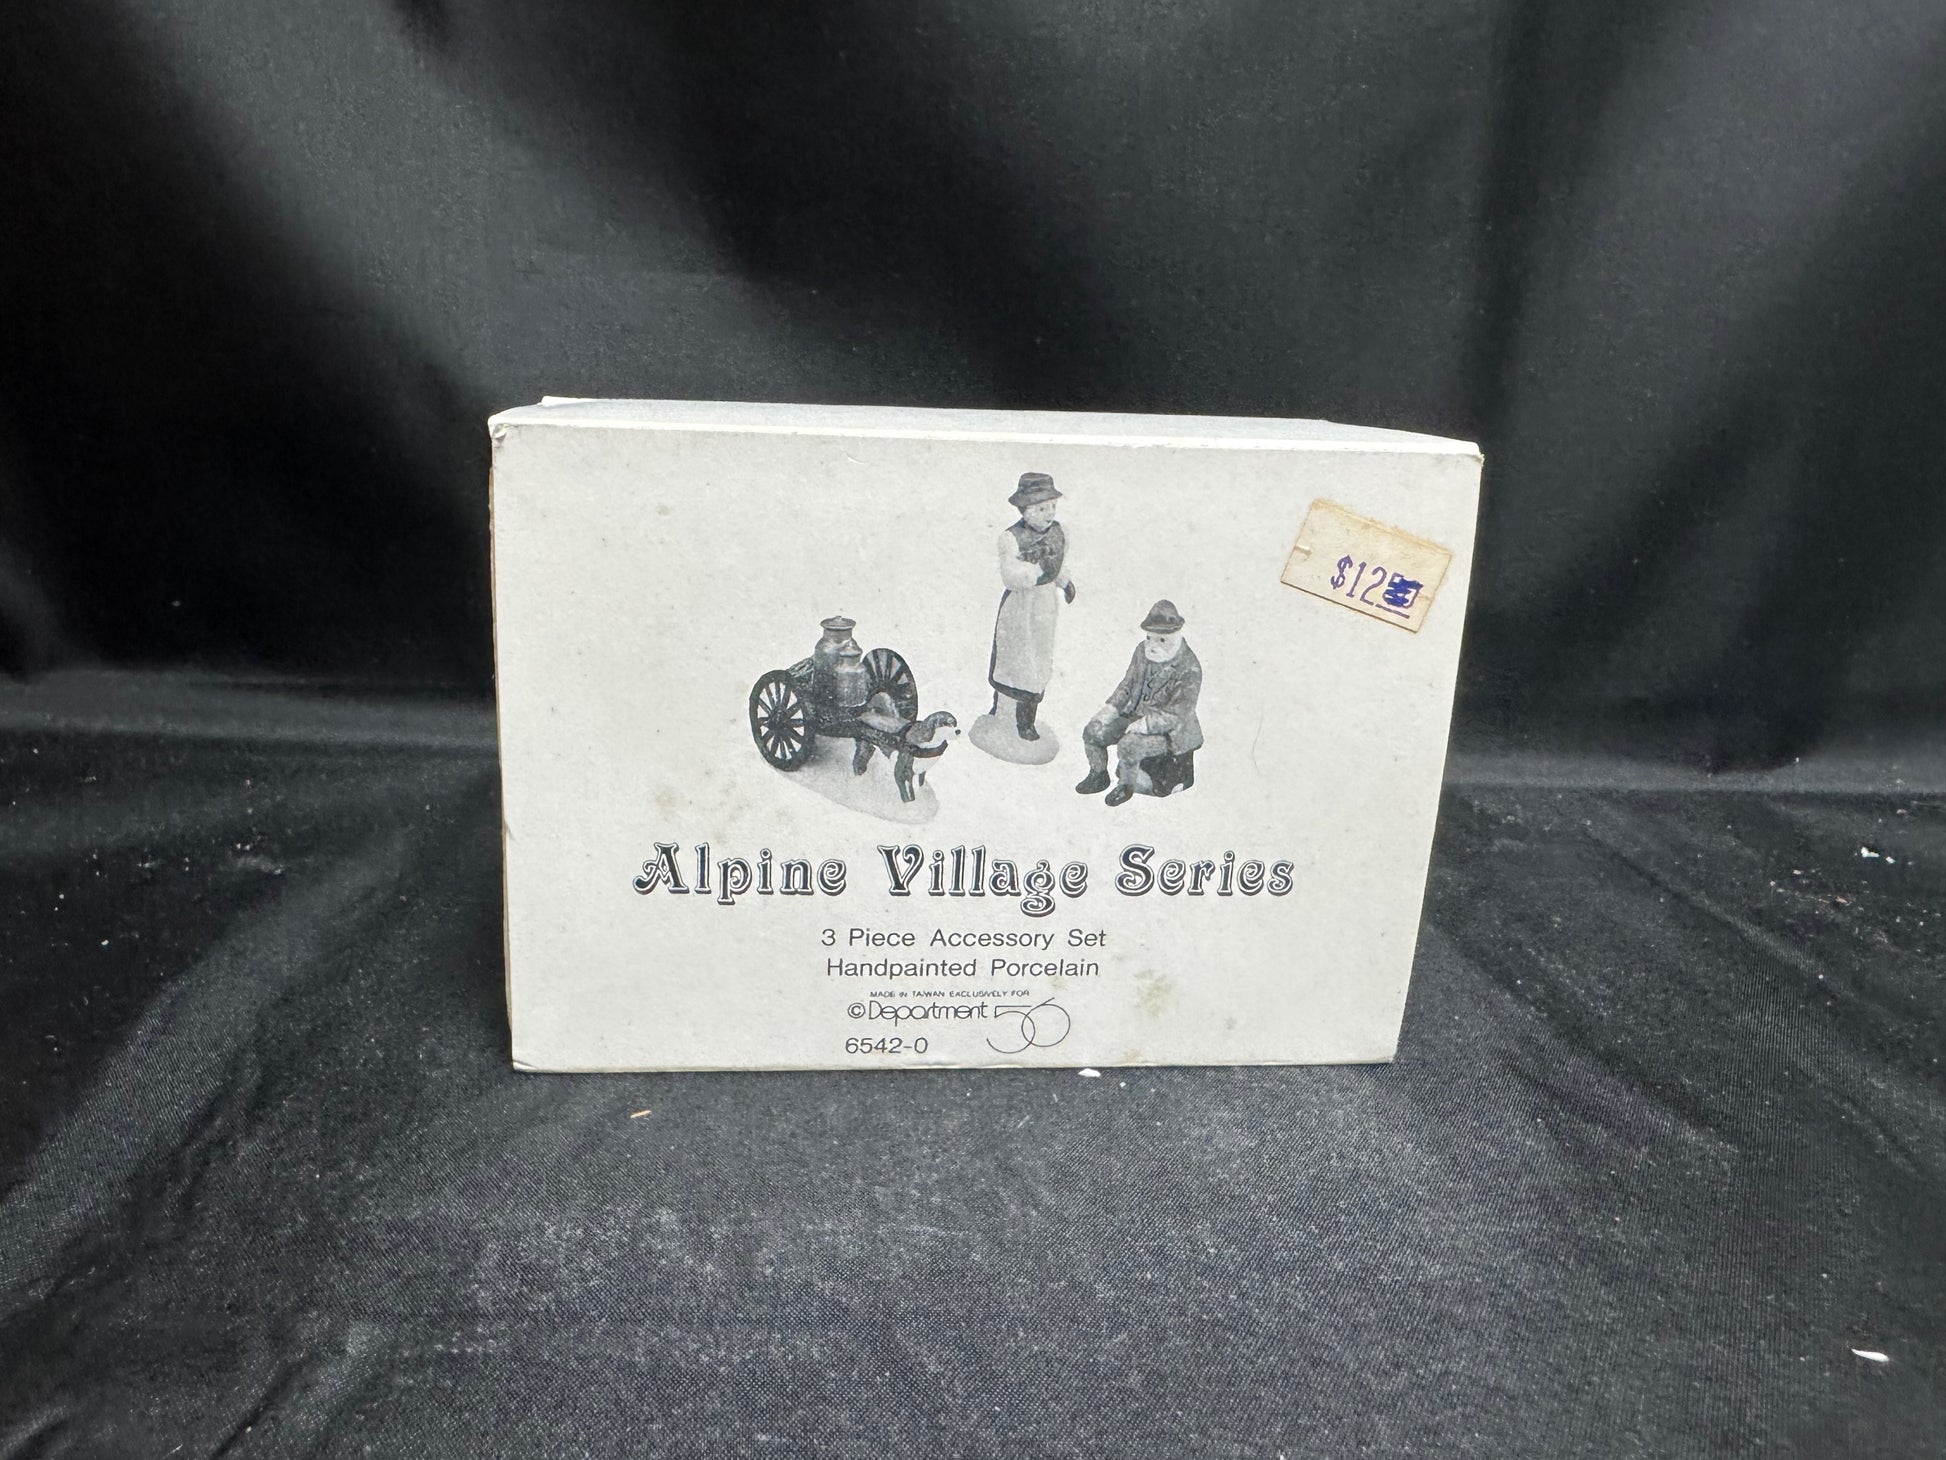 $12
Alpine Village Series
3 Piece Accessory Set
Handpainted Porcelain
MADE IN TAIWAN EXCLUSIVELY FOR
©Department 56
6542-0